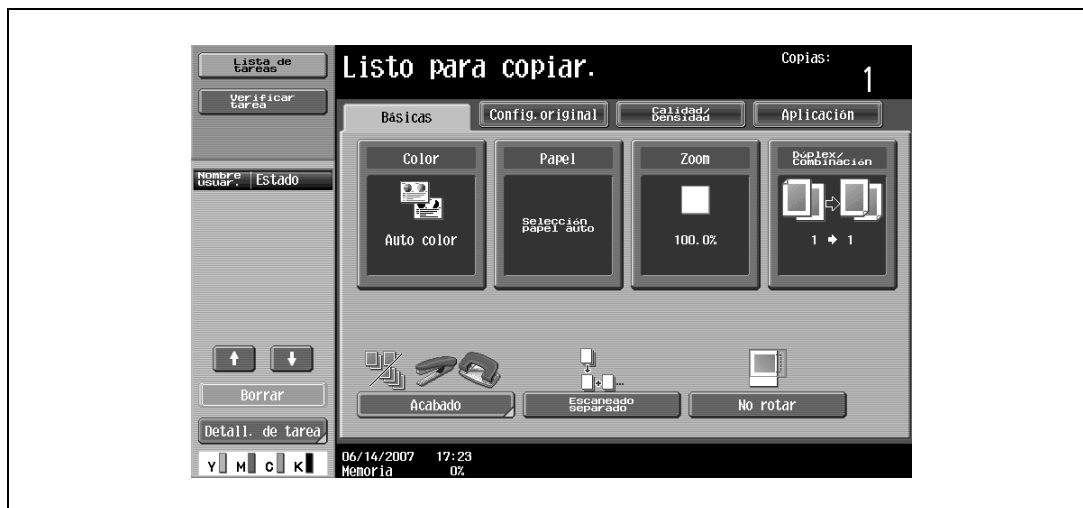 Lista de
tareas
Verificar
tarea
Nombre
usuar.
Estado
Borrar
Detall. de tarea
Y M C K
Listo para copiar.
Copias:
1
Básicas
Config.original
Calidad/
Densidad
Aplicación
Color
Auto color
Papel
Selección
papel auto
Zoom
100.0%
Dúplex/
Combinación
1 → 1
Acabado
Escaneado
separado
No rotar
06/14/2007 17:23
Memoria 0%